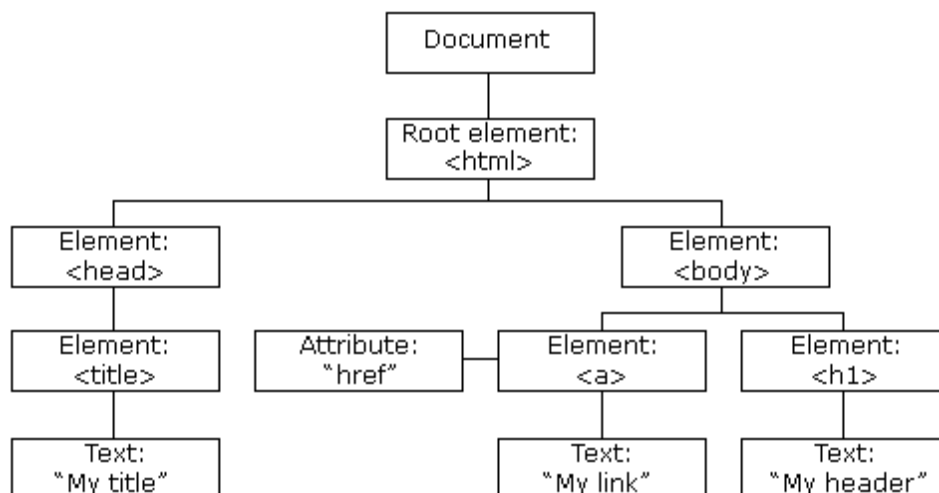 Document
Root element:
<html>
Element:
<head>
Element:
<body>
Element:
<title>
Attribute:
“href”
Element:
<a>
Element:
<h1>
Text:
“My title”
Text:
“My link”
Text:
“My header”